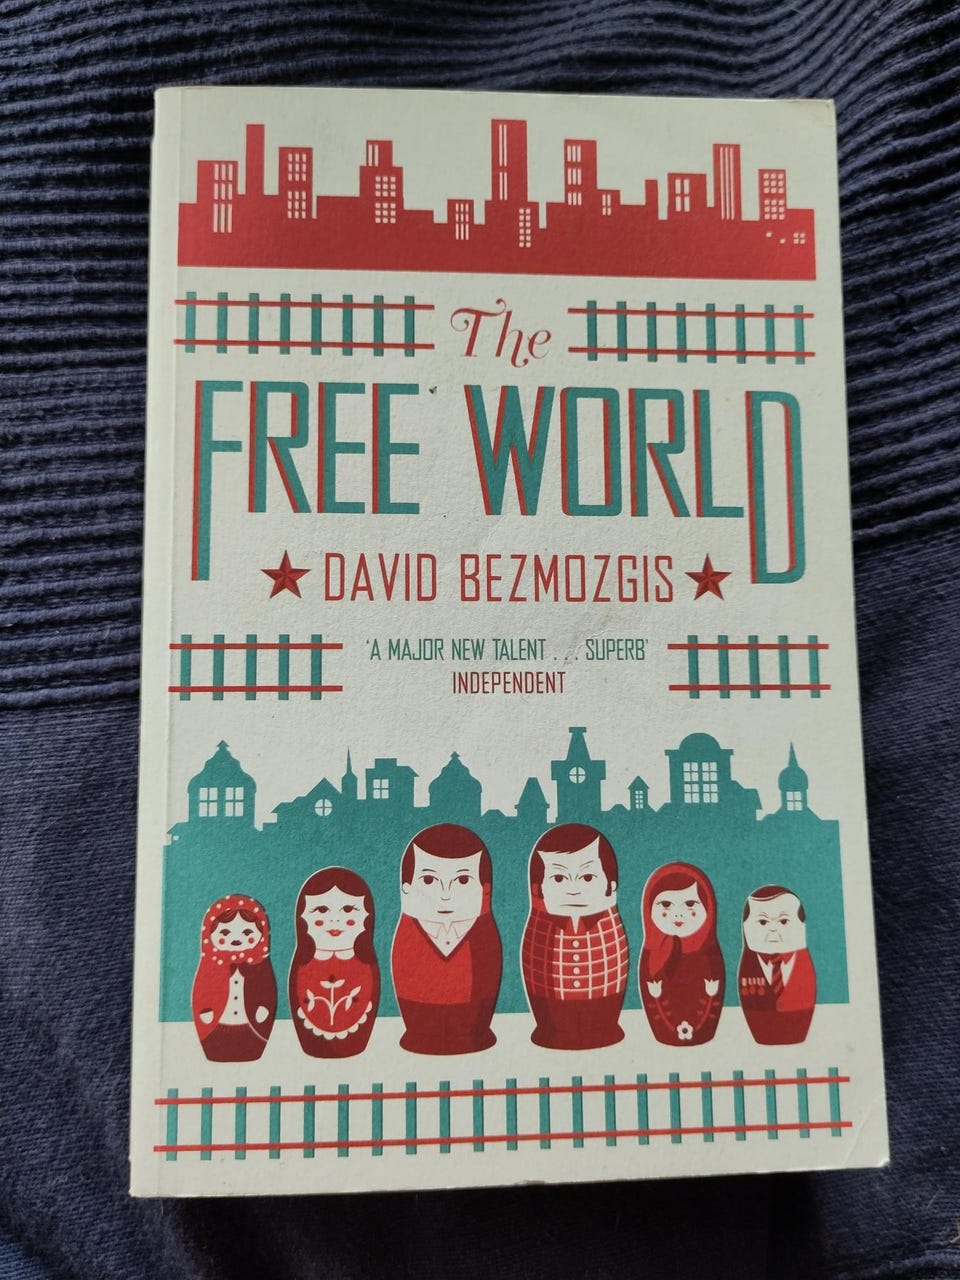 The
FREE WORLD
DAVID BEZMOZGIS
'A MAJOR NEW TALENT . . . SUPERB'
INDEPENDENT